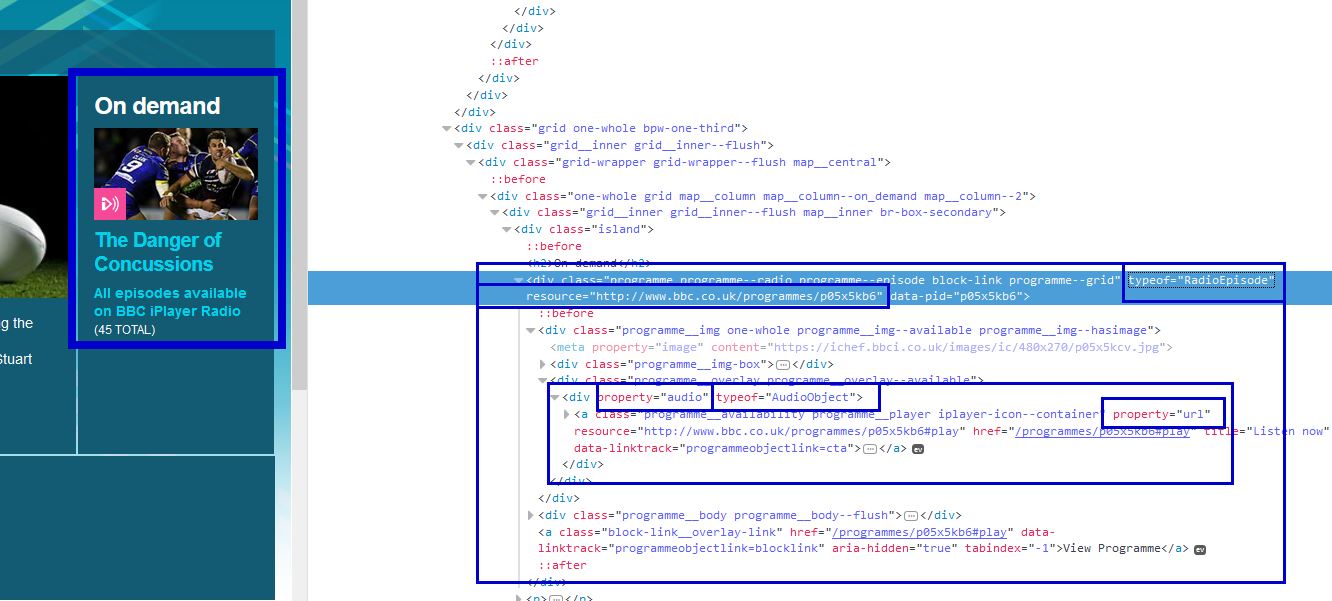 On demand
The Danger of
Concussions
All episodes available
on BBC iPlayer Radio
(45 TOTAL)
ng the
Stuart
</div>
</div>
</div>
::after
</div>
</div>
</div>
<div class="grid one-whole bpw-one-third">
<div class="grid__inner grid__inner--flush">
<div class="grid-wrapper grid-wrapper--flush map__central">
::before
<div class="one-whole grid map__column map__column--on_demand map__column--2">
<div class="grid__inner grid__inner--flush map__inner br-box-secondary">
<div class="island">
::before
<h2>On demand</h2>
<div class="programme programme--radio programme--episode block-link programme--grid" typeof="RadioEpisode"
resource="http://www.bbc.co.uk/programmes/p05x5kb6" data-pid="p05x5kb6">
::before
<div class="programme__img one-whole programme__img--available programme__img--hasimage">
<meta property="image" content="https://ichef.bbci.co.uk/images/ic/480x270/p05x5kcv.jpg">
<div class="programme__img-box"></div>
<div class="programme__overlay programme__overlay--available">
<div property="audio" typeof="AudioObject">
<a class="programme__availability programme__player iplayer-icon--container" property="url"
resource="http://www.bbc.co.uk/programmes/p05x5kb6#play" href="/programmes/p05x5kb6#play" title="Listen now"
data-linktrack="programmeobjectlink=cta"></a> ev
</div>
</div>
</div>
<div class="programme__body programme__body--flush"></div>
<a class="block-link__overlay-link" href="/programmes/p05x5kb6#play" data-
linktrack="programmeobjectlink=blocklink" aria-hidden="true" tabindex="-1">View Programme</a> ev
::after
</div>
<p></p>